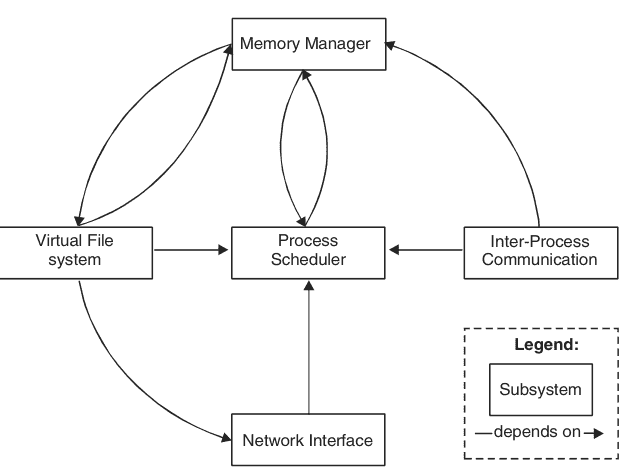 Memory Manager
Virtual File
system
Process
Scheduler
Inter-Process
Communication
Network Interface
Legend:
Subsystem
depends on